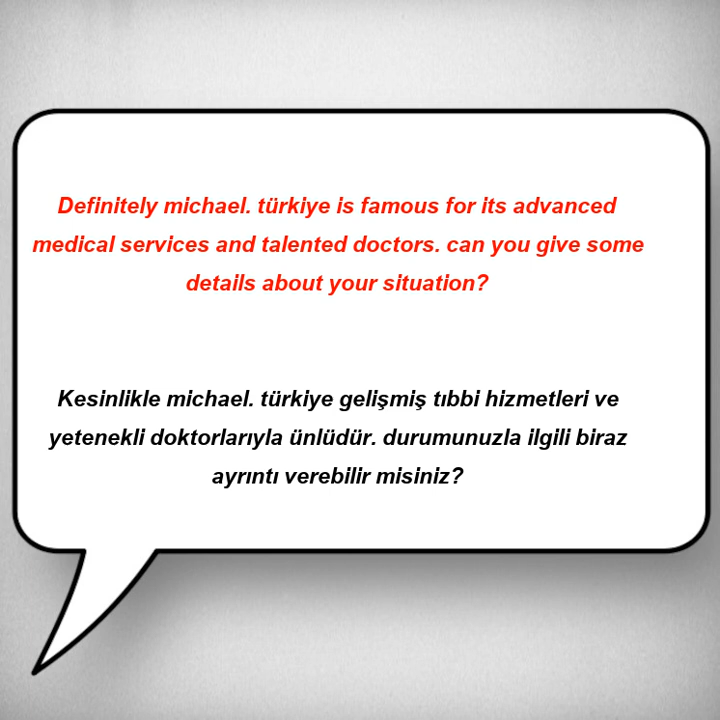 Definitely michael. türkiye is famous for its advanced
medical services and talented doctors. can you give some
details about your situation?
Kesinlikle michael. türkiye gelişmiş tıbbi hizmetleri ve
yetenekli doktorlarıyla ünlüdür. durumunuzla ilgili biraz
ayrıntı verebilir misiniz?